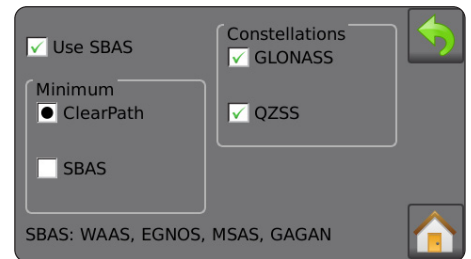 Use SBAS
Minimum
ClearPath
SBAS
Constellations
GLONASS
QZSS
SBAS: WAAS, EGNOS, MSAS, GAGAN